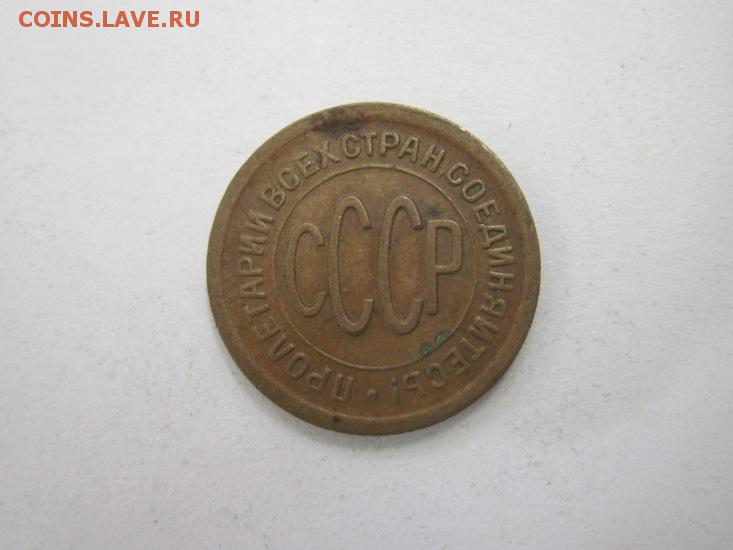 COINS.LAVE.RU
ПРОЛЕТАРИИ ВСЕХ СТРАН, СОЕДИНЯЙТЕСЬ! •
СССР